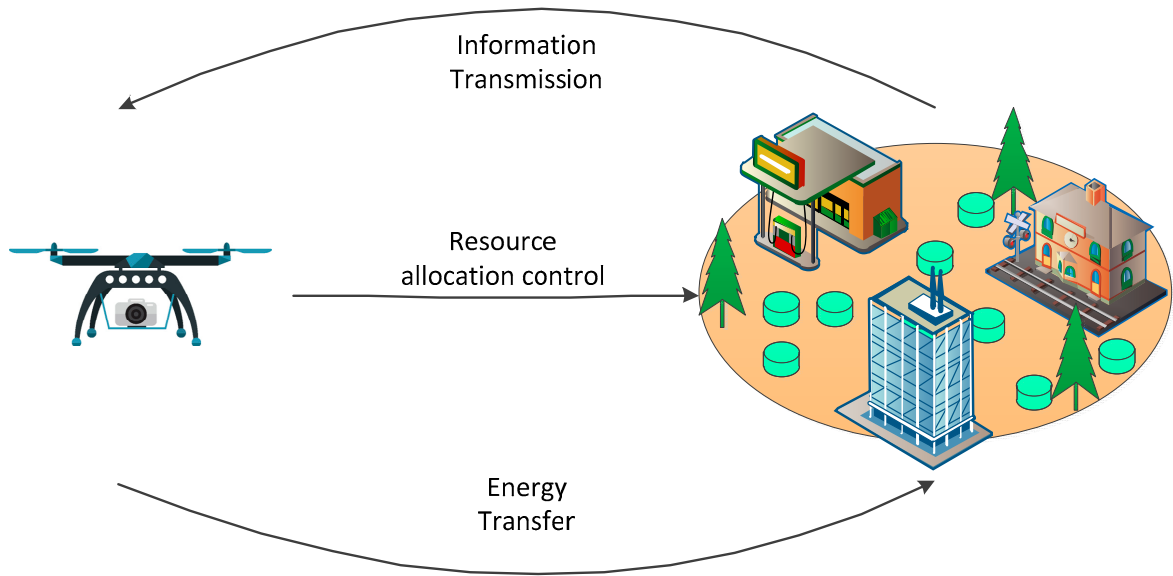 Information
Transmission
Resource
allocation control
Energy
Transfer